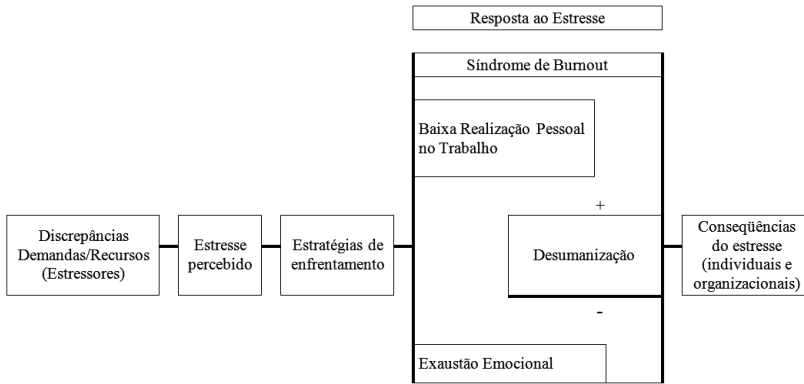 Resposta ao Estresse
Síndrome de Burnout
Baixa Realização Pessoal
no Trabalho
+
Discrepâncias
Demandas/Recursos
(Estressores)
Estresse
percebido
Estratégias de
enfrentamento
Desumanização
Conseqüências
do estresse
(individuais e
organizacionais)
-
Exaustão Emocional